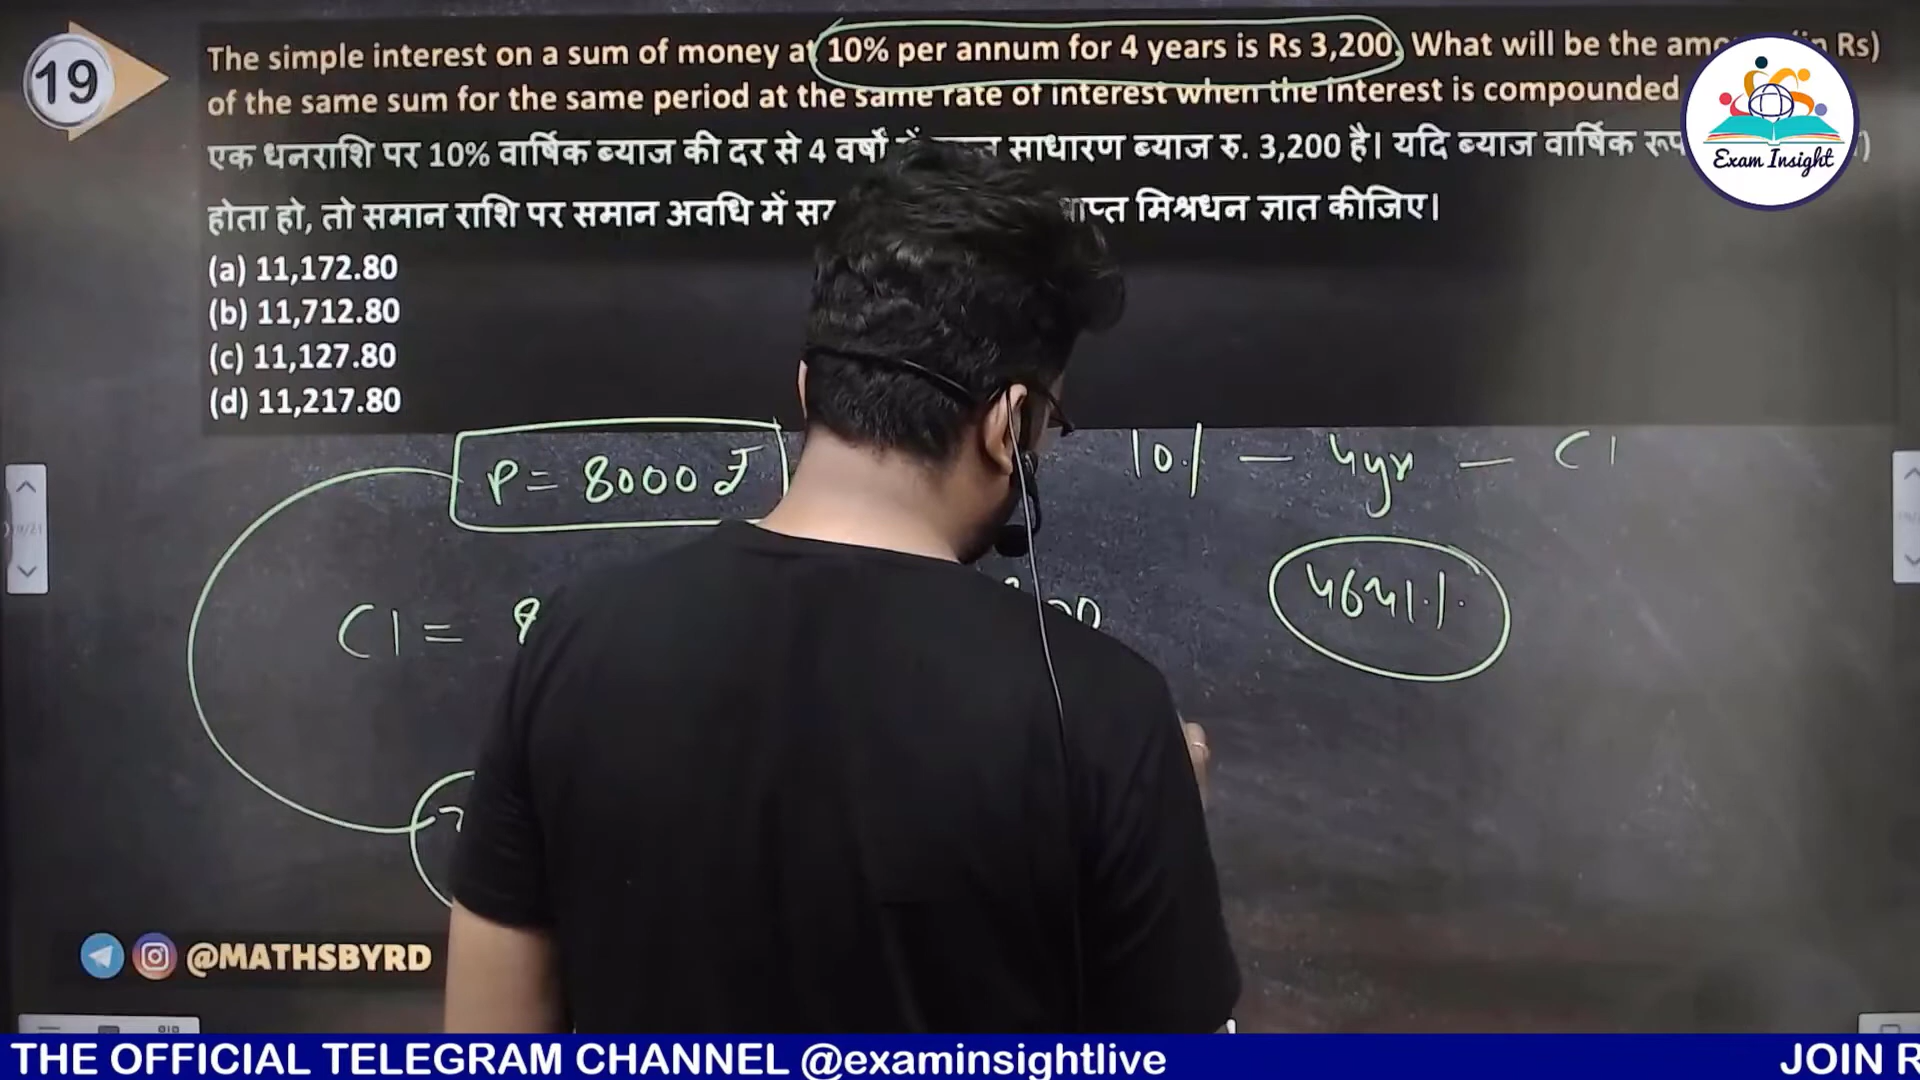 19
The simple interest on a sum of money at 10% per annum for 4 years is Rs 3,200. What will be the in Rs)
of the same sum for the same period at the same rate of interest when the interest is compounded
एक धनराशि पर 10% वार्षिक ब्याज की दर से 4 वर्षों साधारण ब्याज रु. 3,200 है। यदि ब्याज वार्षिक
होता हो, तो समान राशि पर समान अवधि में मिश्रधन ज्ञात कीजिए।
Exam Insight
(a) 11,172.80
(b) 11,712.80
(c) 11,127.80
(d) 11,217.80
P = 8000 ₹
10% — 4yr — CI
CI =
4641%
@MATHSBYRD
THE OFFICIAL TELEGRAM CHANNEL @examinsightlive
JOIN